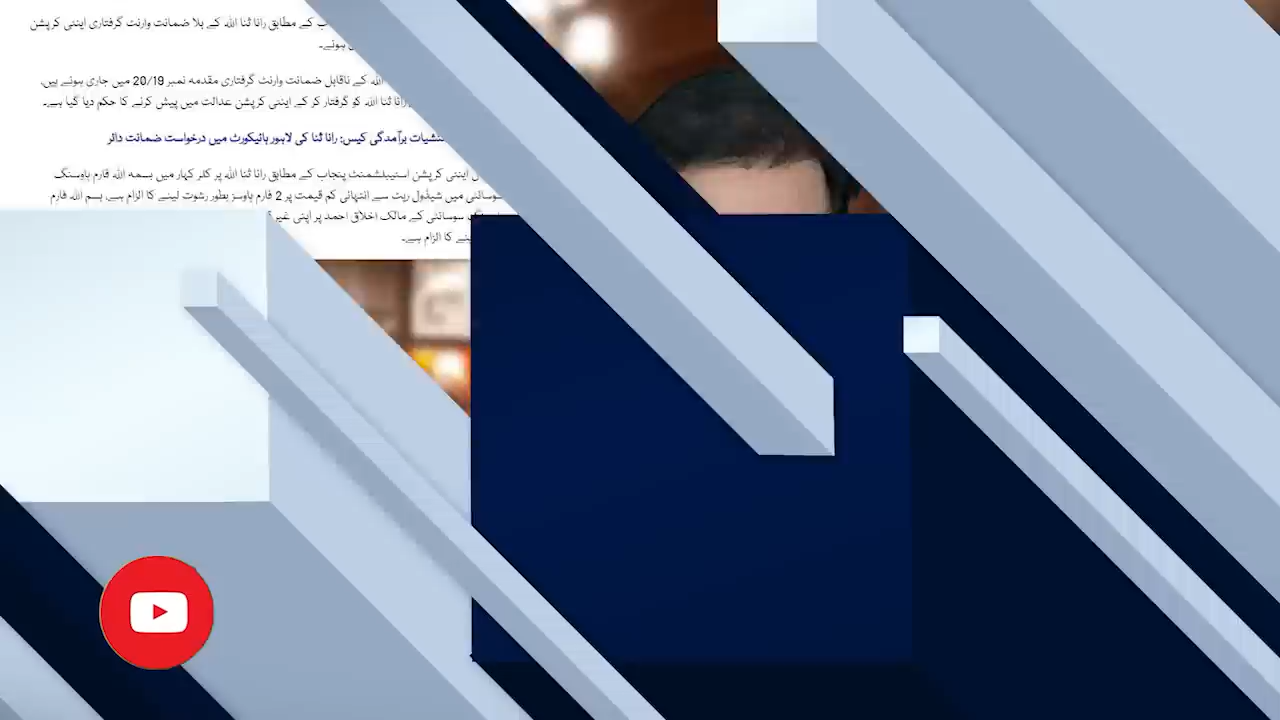 کے مطابق رانا ثنا اللہ کے بلا ضمانت وارنٹ گرفتاری اینٹی کرپشن
ہوئے۔
اللہ کے ناقابل ضمانت وارنٹ گرفتاری مقدمہ نمبر 20/19 میں جاری ہوئے ہیں،
رانا ثنا اللہ کو گرفتار کر کے اینٹی کرپشن عدالت میں پیش کرنے کا حکم دیا گیا ہے۔
منشیات برآمدگی کیس: رانا ثنا کی لاہور ہائیکورٹ میں درخواست ضمانت دائر
اینٹی کرپشن اسٹیبلشمنٹ پنجاب کے مطابق رانا ثنا اللہ پر کلر کہار میں بسمہ اللہ فارم ہاؤسنگ
سوسائٹی میں شیڈول ریٹ سے انتہائی کم قیمت پر 2 فارم ہاوسز بطور رشوت لینے کا الزام ہے، بسم اللہ فارم
سوسائٹی کے مالک اخلاق احمد پر اپنی غیر
کا الزام ہے۔